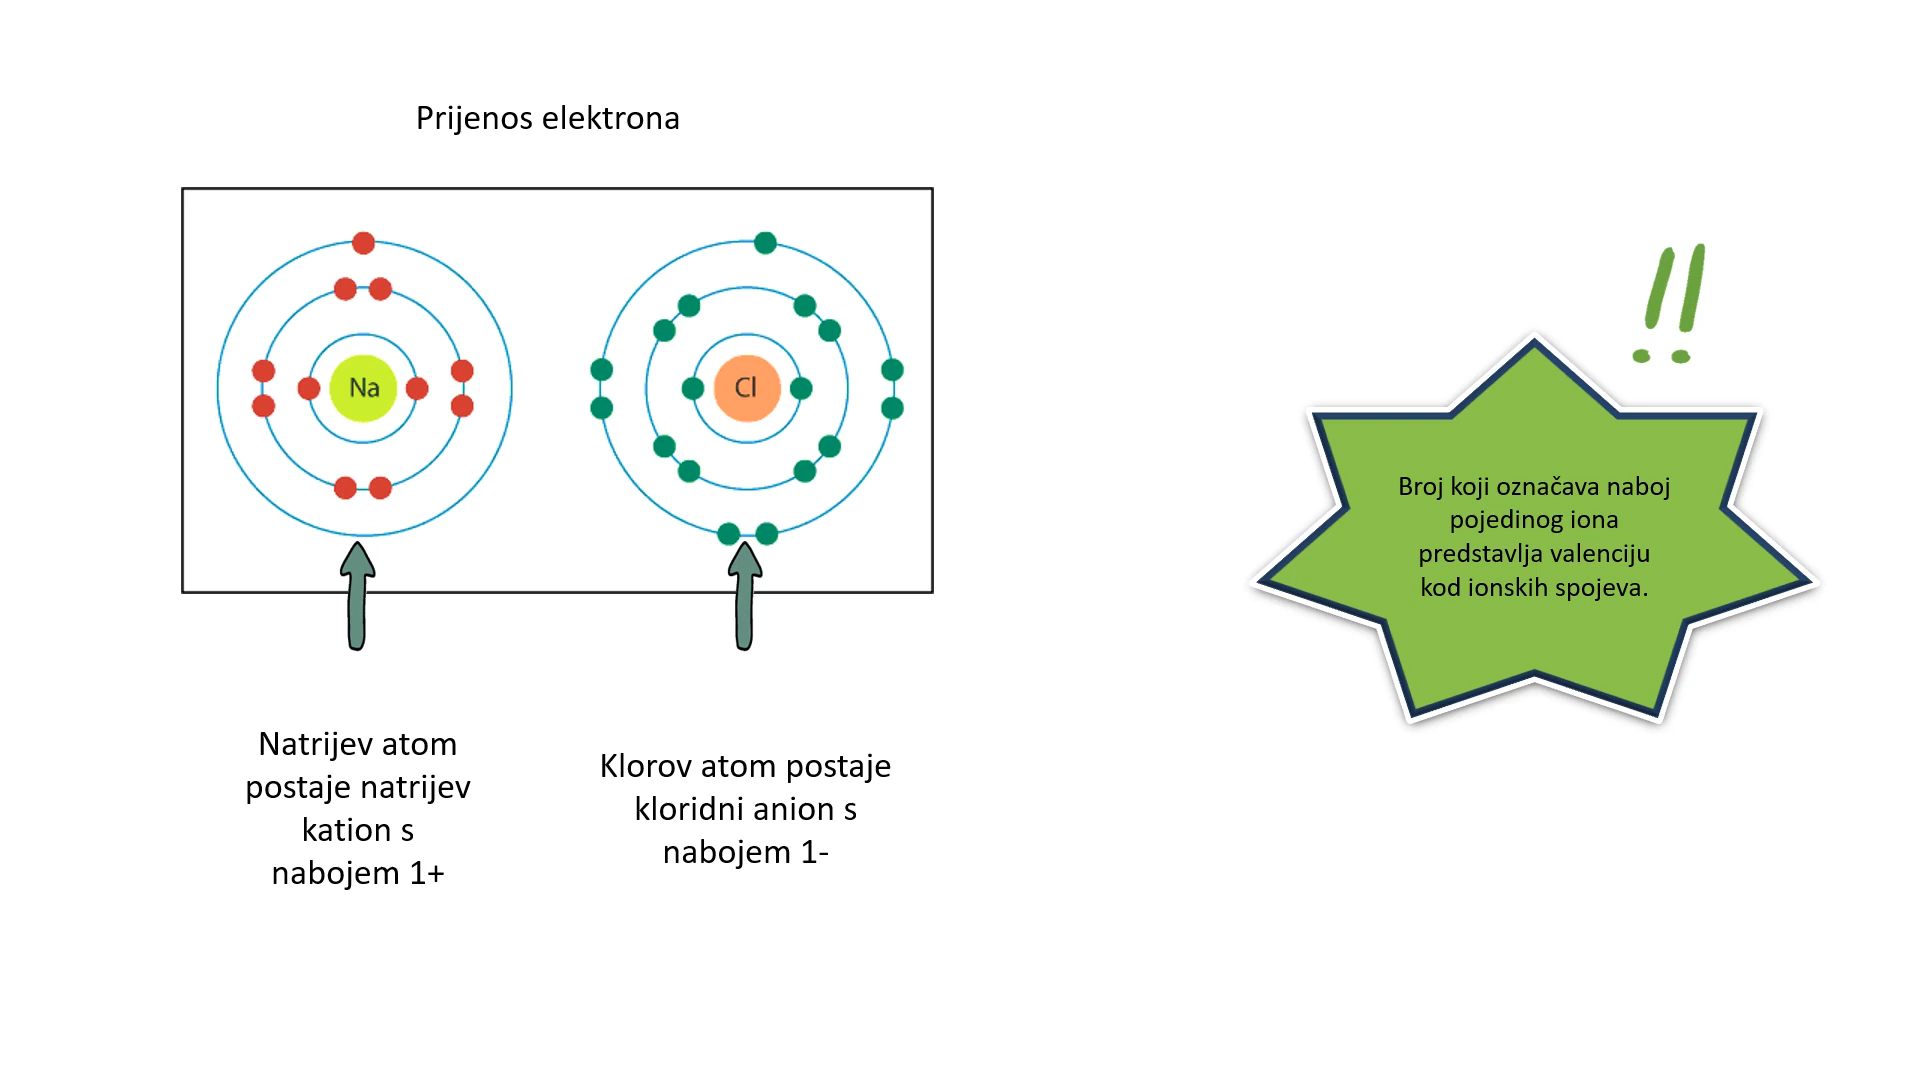 Prijenos elektrona
Na
Cl
Natrijev atom
postaje natrijev
kation s
nabojem 1+
Klorov atom postaje
kloridni anion s
nabojem 1-
!!
Broj koji označava naboj
pojedinog iona
predstavlja valenciju
kod ionskih spojeva.